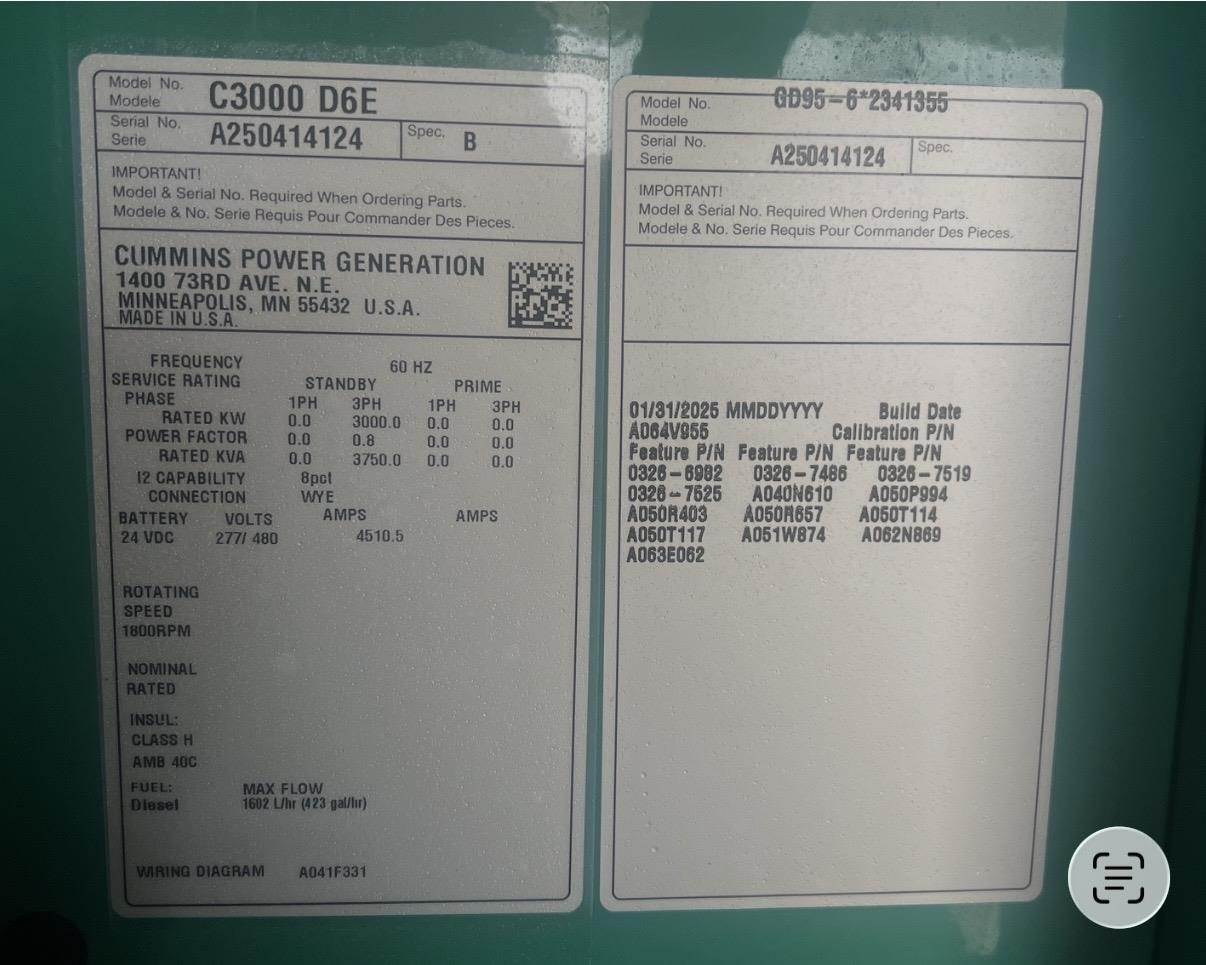 Model No.
Modele
C3000 D6E
Serial No.
Serie
A250414124
Spec.
B
IMPORTANT!
Model & Serial No. Required When Ordering Parts.
Modele & No. Serie Requis Pour Commander Des Pieces.
CUMMINS POWER GENERATION
1400 73RD AVE. N.E.
MINNEAPOLIS, MN 55432 U.S.A.
MADE IN U.S.A.
FREQUENCY 60 HZ
SERVICE RATING STANDBY PRIME
PHASE 1PH 3PH 1PH 3PH
RATED KW 0.0 3000.0 0.0 0.0
POWER FACTOR 0.0 0.8 0.0 0.0
RATED KVA 0.0 3750.0 0.0 0.0
I2 CAPABILITY 8pct
CONNECTION WYE
BATTERY VOLTS AMPS AMPS
24 VDC 277/ 480 4510.5
ROTATING
SPEED
1800RPM
NOMINAL
RATED
INSUL:
CLASS H
AMB 40C
FUEL: MAX FLOW
Diesel 1602 L/hr (423 gal/hr)
WIRING DIAGRAM A041F331
Model No.
Modele
GD95-6*2341355
Serial No.
Serie
A250414124
Spec.
IMPORTANT!
Model & Serial No. Required When Ordering Parts.
Modele & No. Serie Requis Pour Commander Des Pieces.
01/31/2025 MMDDYYYY Build Date
A064V955 Calibration P/N
Feature P/N Feature P/N Feature P/N
0326-6982 0326-7486 0326-7519
0326-7525 A040N610 A050P994
A050R403 A050R657 A050T114
A050T117 A051W874 A062N869
A063E062